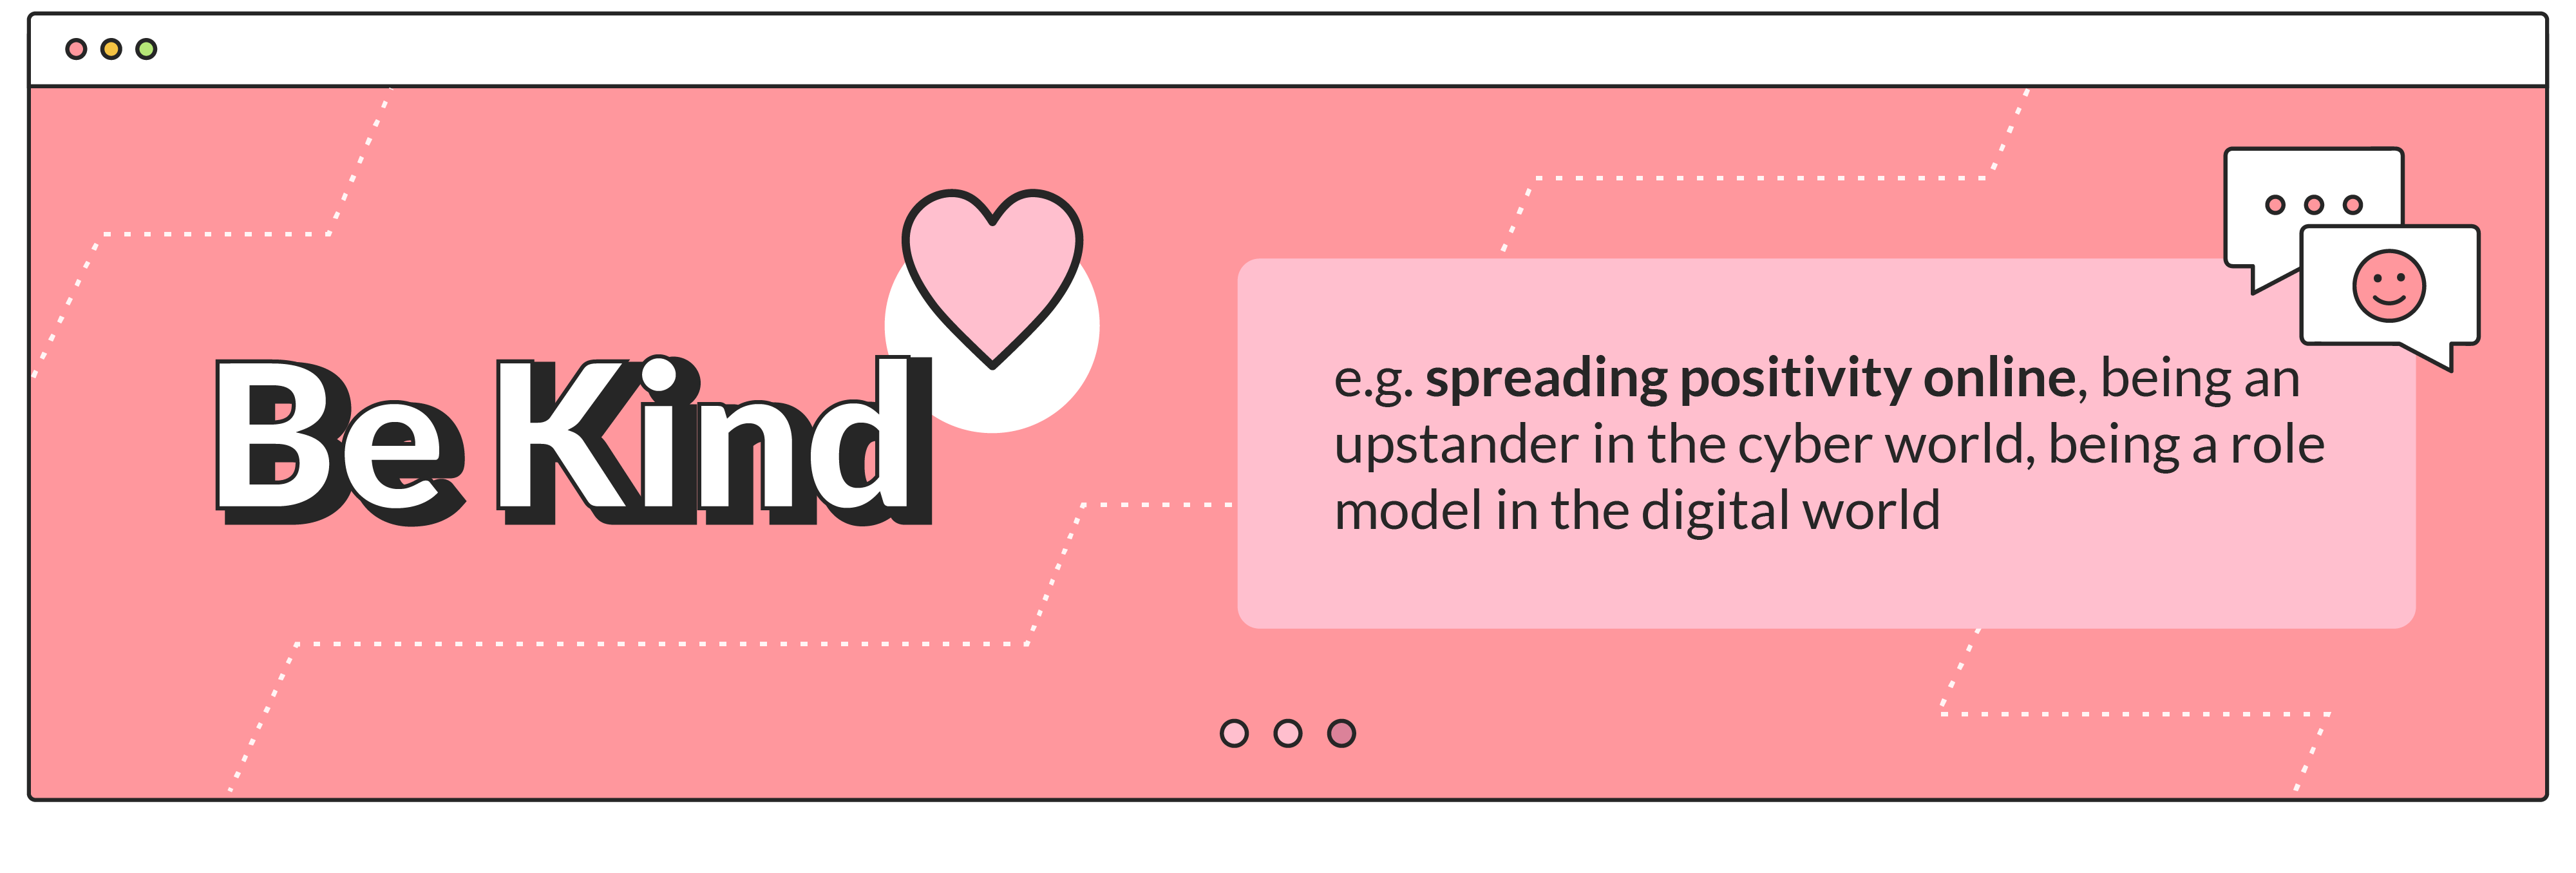 Be Kind
e.g. spreading positivity online, being an
upstander in the cyber world, being a role
model in the digital world